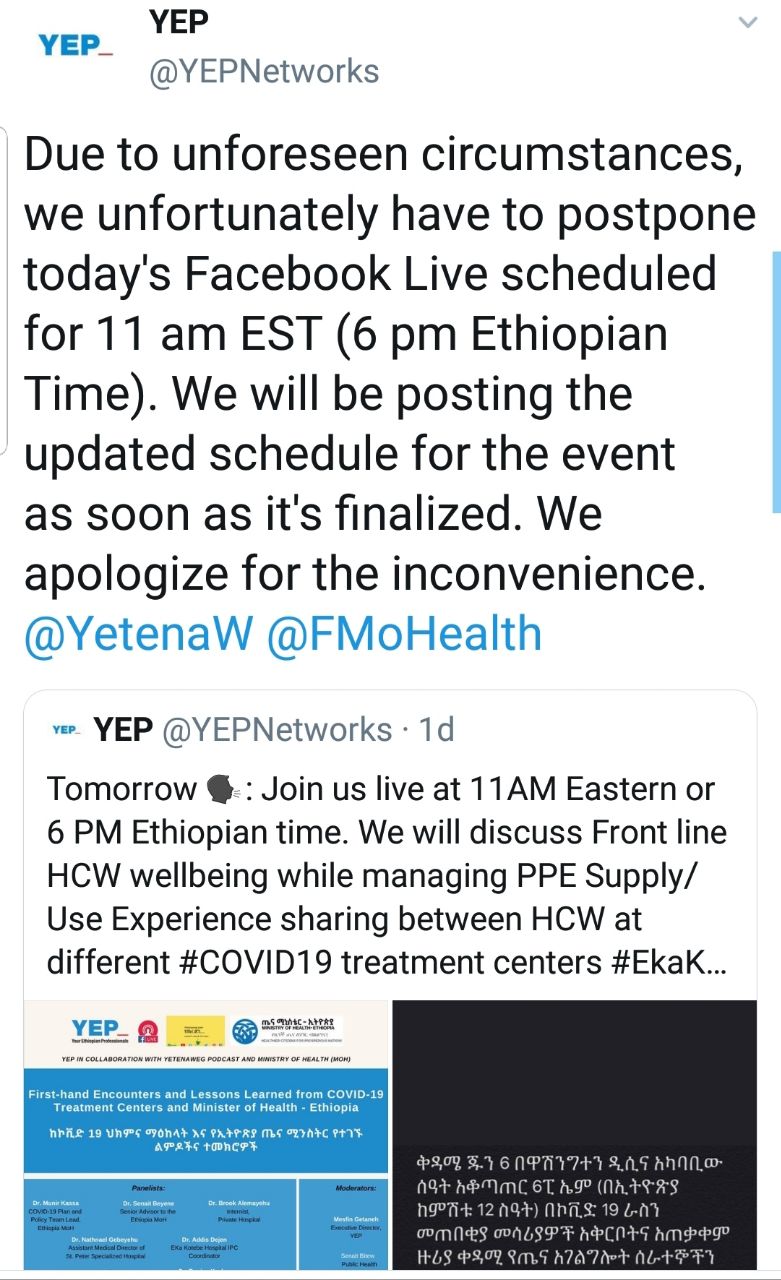 YEP_
YEP
@YEPNetworks
Due to unforeseen circumstances,
we unfortunately have to postpone
today's Facebook Live scheduled
for 11 am EST (6 pm Ethiopian
Time). We will be posting the
updated schedule for the event
as soon as it's finalized. We
apologize for the inconvenience.
@YetenaW @FMoHealth
YEP_ YEP @YEPNetworks · 1d
Tomorrow 🗣: Join us live at 11AM Eastern or
6 PM Ethiopian time. We will discuss Front line
HCW wellbeing while managing PPE Supply/
Use Experience sharing between HCW at
different #COVID19 treatment centers #EkaK...
YEP_
Your Ethiopian Professionals
LIVE
ጤና ሚኒስቴር - ኢትዮጵያ
MINISTRY OF HEALTH-ETHIOPIA
HEALTHIER CITIZENS FOR PROSPEROUS NATION
YEP IN COLLABORATION WITH YETENAWEG PODCAST AND MINISTRY OF HEALTH (MOH)
First-hand Encounters and Lessons Learned from COVID-19
Treatment Centers and Minister of Health - Ethiopia
ከኮቪድ 19 ህክምና ማዕከላት እና የኢትዮጵያ ጤና ሚንስትር የተገኙ
ልምዶችና ተመክሮዎች
Panelists:
Dr. Munir Kassa
COVID-19 Plan and
Policy Team Lead,
Ethiopia MoH
Dr. Senait Beyene
Senior Advisor to the
Ethiopia MoH
Dr. Brook Alemayehu
Internist,
Private Hospital
Dr. Nathnael Gebeyehu
Assistant Medical Director of
St. Peter Specialized Hospital
Dr. Addis Dejen
EKa Kotebe Hospital IPC
Coordinator
Moderators:
Mesfin Getaneh
Executive Director,
YEP
Senait Bitew
Public Health
ቅዳሜ ጁን 6 በዋሽንግተን ዲሲና አካባቢው
ሰዓት አቆጣጠር 6ፒ ኤም (በኢትዮጵያ
ከምሽቱ 12 ሰዓት) በኮቪድ 19 ራስን
መጠበቂያ መሳሪያዎች አቅርቦትና አጠቃቀም
ዙሪያ ቀዳሚ የጤና አገልግሎት ሰራተኞችን